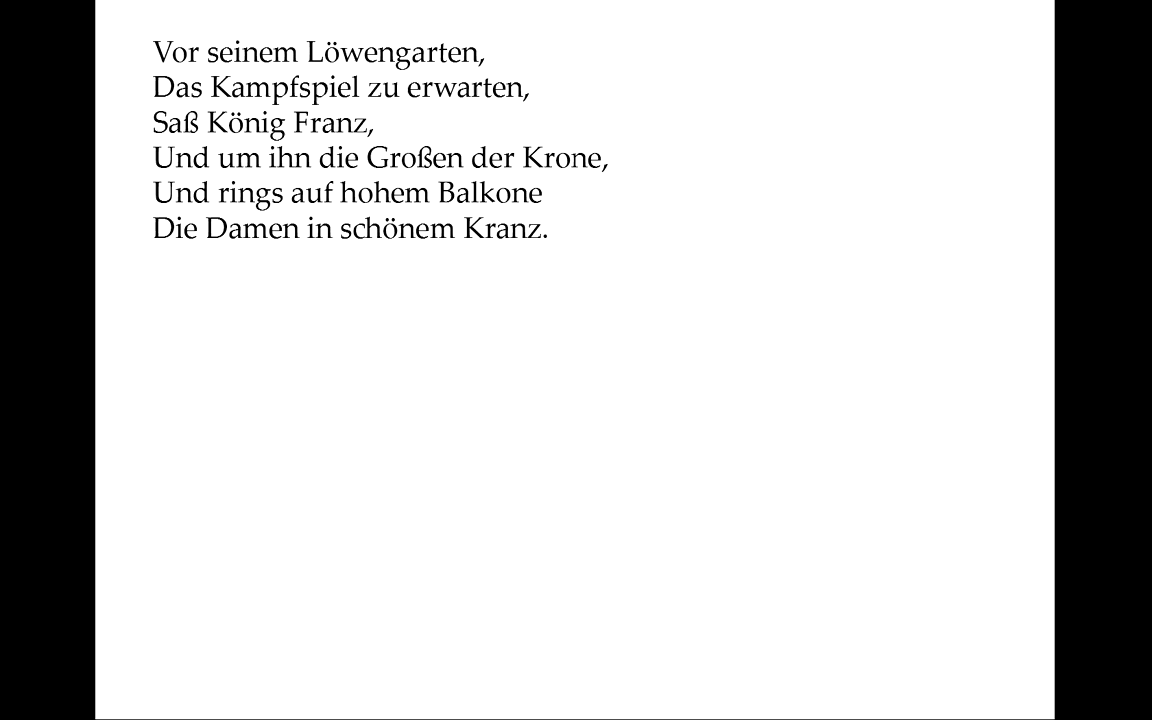 Vor seinem Löwengarten,
Das Kampfspiel zu erwarten,
Saß König Franz,
Und um ihn die Großen der Krone,
Und rings auf hohem Balkone
Die Damen in schönem Kranz.